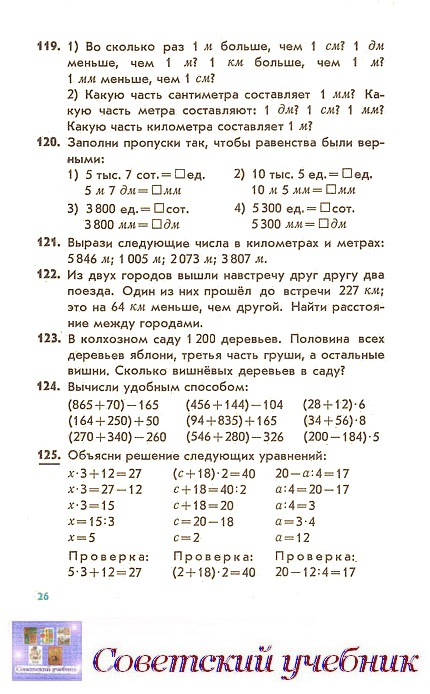 119. 1) Во сколько раз 1 м больше, чем 1 см? 1 дм
меньше, чем 1 м? 1 км больше, чем 1 м?
1 мм меньше, чем 1 см?
2) Какую часть сантиметра составляет 1 мм? Ка-
кую часть метра составляют: 1 дм? 1 см? 1 мм?
Какую часть километра составляет 1 м?
120. Заполни пропуски так, чтобы равенства были вер-
ными:
1) 5 тыс. 7 сот. = □ ед. 2) 10 тыс. 5 ед. = □ ед.
5 м 7 дм = □ мм 10 м 5 мм = □ мм
3) 3 800 ед. = □ сот. 4) 5 300 ед. = □ сот.
3 800 мм = □ дм 5 300 мм = □ дм
121. Вырази следующие числа в километрах и метрах:
5 846 м; 1 005 м; 2 073 м; 3 807 м.
122. Из двух городов вышли навстречу друг другу два
поезда. Один из них прошёл до встречи 227 км;
это на 64 км меньше, чем другой. Найти расстоя-
ние между городами.
123. В колхозном саду 1 200 деревьев. Половина всех
деревьев яблони, третья часть груши, а остальные
вишни. Сколько вишнёвых деревьев в саду?
124. Вычисли удобным способом:
(865+70)−165 (456+144)−104 (28+12)·6
(164+250)+50 (94+835)+165 (34+56)·8
(270+340)−260 (546+280)−326 (200−184)·5
125. Объясни решение следующих уравнений:
x·3+12=27 (c+18)·2=40 20−a:4=17
x·3=27−12 c+18=40:2 a:4=20−17
x·3=15 c+18=20 a:4=3
x=15:3 c=20−18 a=3·4
x=5 c=2 a=12
Проверка: Проверка: Проверка:
5·3+12=27 (2+18)·2=40 20−12:4=17
26
Советский учебник
Советский учебник